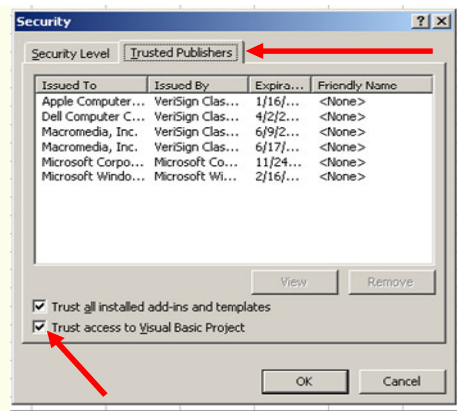 Security
Security Level Trusted Publishers
Issued To Issued By Expira... Friendly Name
Apple Computer... VeriSign Clas... 1/16/... <None>
Dell Computer C... VeriSign Clas... 4/2/2... <None>
Macromedia, Inc. VeriSign Clas... 6/9/2... <None>
Macromedia, Inc. VeriSign Clas... 6/17/... <None>
Microsoft Corpo... Microsoft Co... 11/24... <None>
Microsoft Windo... Microsoft Wi... 2/16/... <None>
View Remove
Trust all installed add-ins and templates
Trust access to Visual Basic Project
OK Cancel